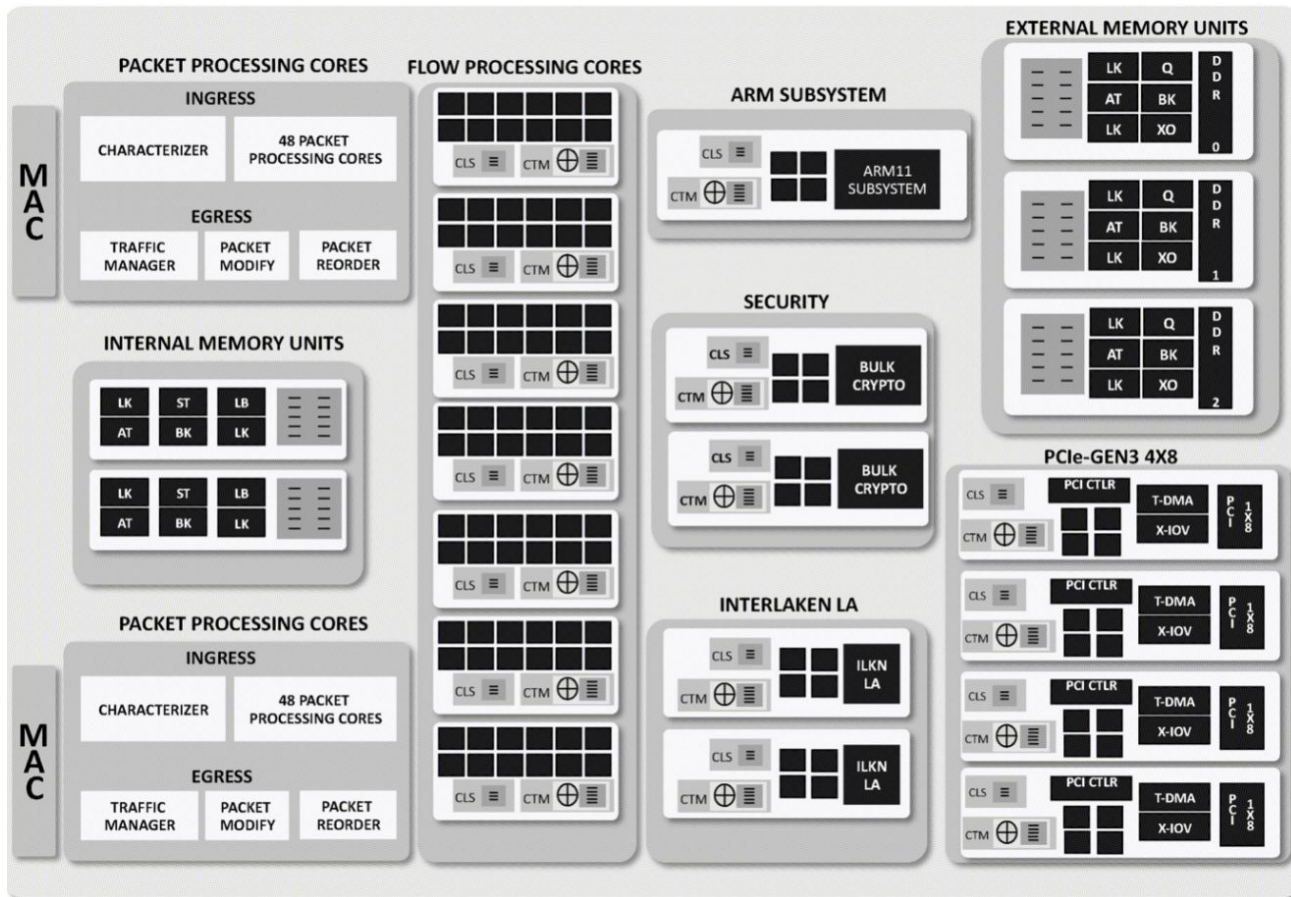 PACKET PROCESSING CORES
INGRESS
CHARACTERIZER
48 PACKET
PROCESSING CORES
EGRESS
TRAFFIC
MANAGER
PACKET
MODIFY
PACKET
REORDER
MAC
INTERNAL MEMORY UNITS
LK ST LB
AT BK LK
LK ST LB
AT BK LK
PACKET PROCESSING CORES
INGRESS
CHARACTERIZER
48 PACKET
PROCESSING CORES
EGRESS
TRAFFIC
MANAGER
PACKET
MODIFY
PACKET
REORDER
MAC
FLOW PROCESSING CORES
CLS CTM
CLS CTM
CLS CTM
CLS CTM
CLS CTM
CLS CTM
CLS CTM
ARM SUBSYSTEM
CLS
CTM
ARM11
SUBSYSTEM
SECURITY
CLS
CTM
BULK
CRYPTO
CLS
CTM
BULK
CRYPTO
INTERLAKEN LA
CLS
CTM
ILKN
LA
CLS
CTM
ILKN
LA
EXTERNAL MEMORY UNITS
LK Q
AT BK
LK XO
DDR 0
LK Q
AT BK
LK XO
DDR 1
LK Q
AT BK
LK XO
DDR 2
PCIe-GEN3 4X8
CLS
CTM
PCI CTLR
T-DMA
X-IOV
PCI 1X8
CLS
CTM
PCI CTLR
T-DMA
X-IOV
PCI 1X8
CLS
CTM
PCI CTLR
T-DMA
X-IOV
PCI 1X8
CLS
CTM
PCI CTLR
T-DMA
X-IOV
PCI 1X8